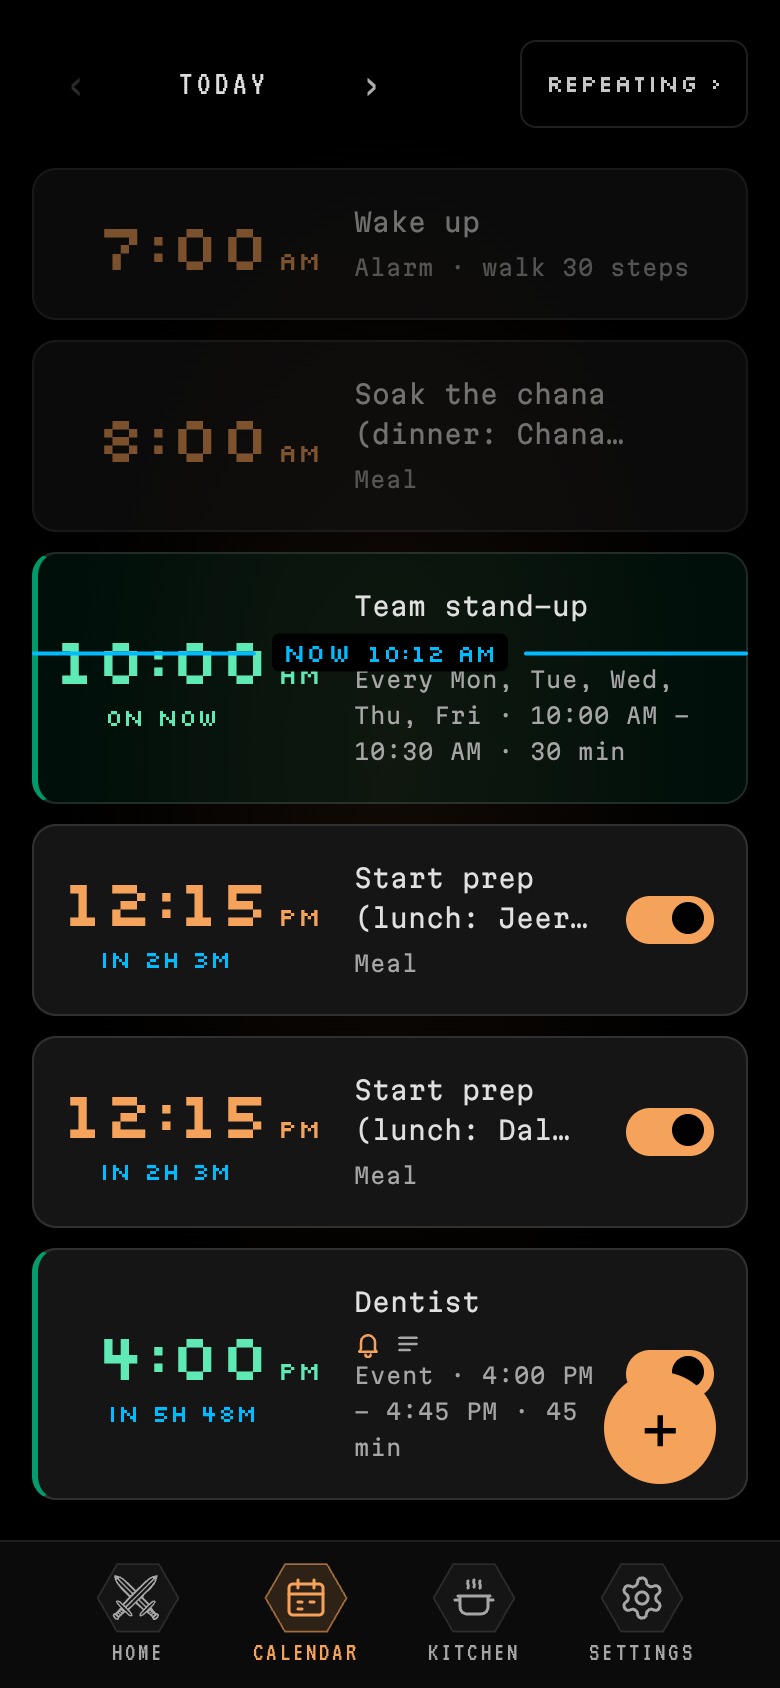 ‹ TODAY ›
REPEATING ›
7:00 AM
Wake up
Alarm · walk 30 steps
8:00 AM
Soak the chana
(dinner: Chana…
Meal
Team stand-up
NOW 10:12 AM
10:00 AM
ON NOW
Every Mon, Tue, Wed,
Thu, Fri · 10:00 AM –
10:30 AM · 30 min
12:15 PM
IN 2H 3M
Start prep
(lunch: Jeer…
Meal
12:15 PM
IN 2H 3M
Start prep
(lunch: Dal…
Meal
4:00 PM
IN 5H 48M
Dentist
Event · 4:00 PM
– 4:45 PM · 45
min
+
HOME
CALENDAR
KITCHEN
SETTINGS